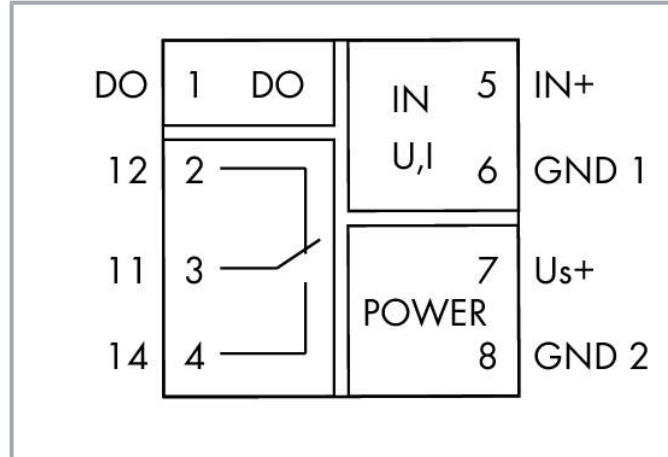 DO 1 DO IN 5 IN+
U,I
12 2 6 GND 1
11 3 7 Us+
POWER
14 4 8 GND 2